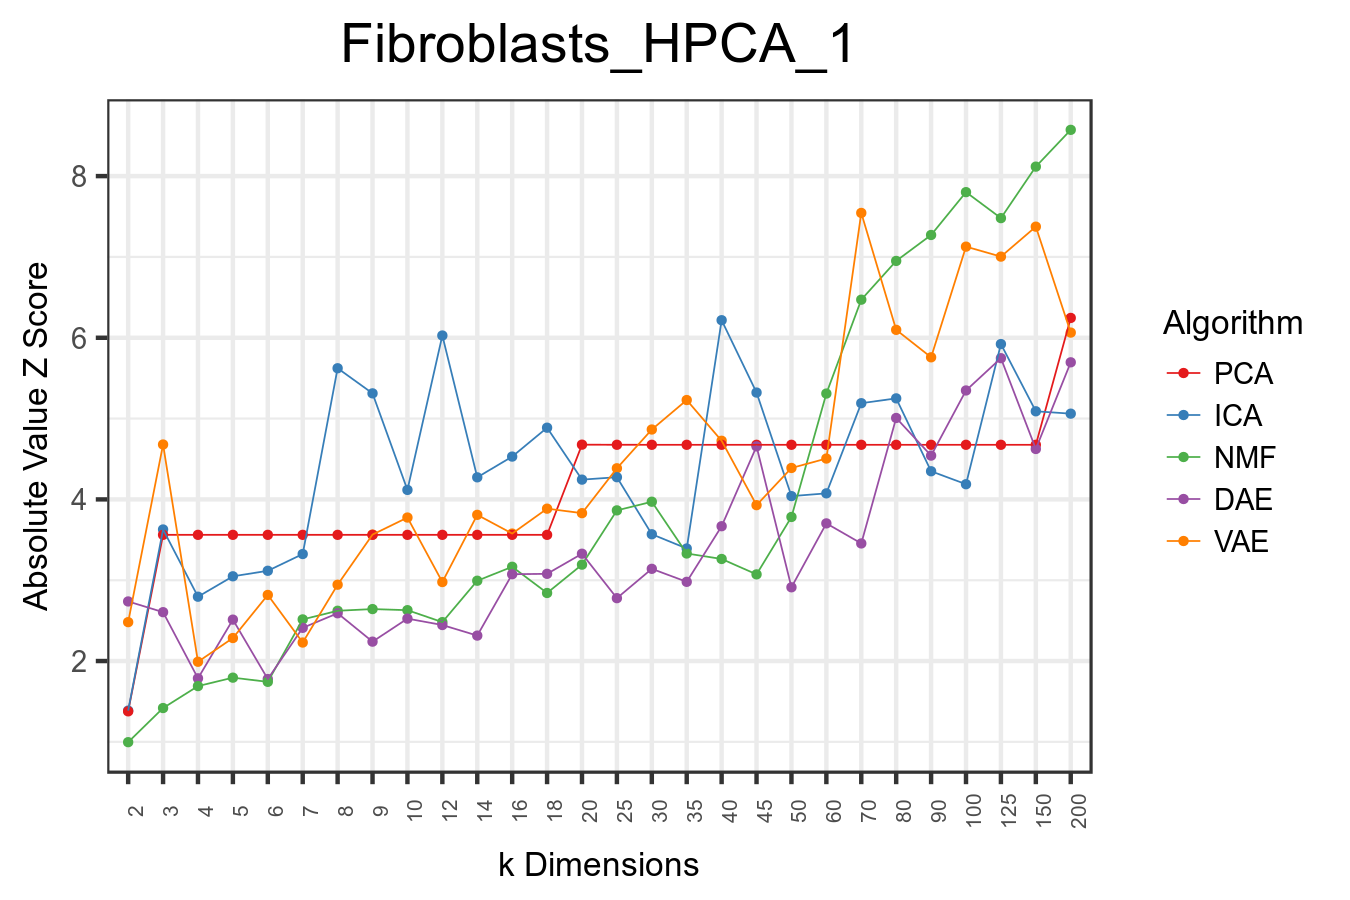 Fibroblasts_HPCA_1
Absolute Value Z Score
8
6
4
2
2 3 4 5 6 7 8 9 10 12 14 16 18 20 25 30 35 40 45 50 60 70 80 90 100 125 150 200
k Dimensions
Algorithm
PCA
ICA
NMF
DAE
VAE